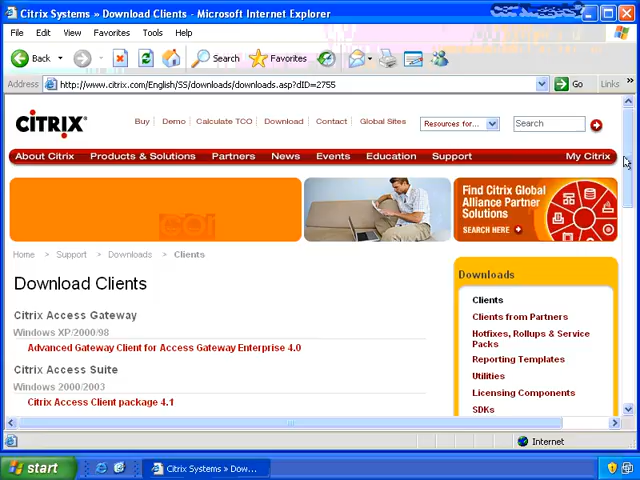 Citrix Systems » Download Clients - Microsoft Internet Explorer
File Edit View Favorites Tools Help
Back Search Favorites
Address http://www.citrix.com/English/SS/downloads/downloads.asp?dID=2755 Go Links »
CITRIX® Buy Demo Calculate TCO Download Contact Global Sites Resources for... Search
About Citrix Products & Solutions Partners News Events Education Support My Citrix
Find Citrix Global
Alliance Partner
Solutions
SEARCH HERE
Home > Support > Downloads > Clients
Download Clients
Citrix Access Gateway
Windows XP/2000/98
Advanced Gateway Client for Access Gateway Enterprise 4.0
Citrix Access Suite
Windows 2000/2003
Citrix Access Client package 4.1
Downloads
Clients
Clients from Partners
Hotfixes, Rollups & Service
Packs
Reporting Templates
Utilities
Licensing Components
SDKs
Internet
start Citrix Systems » Dow...